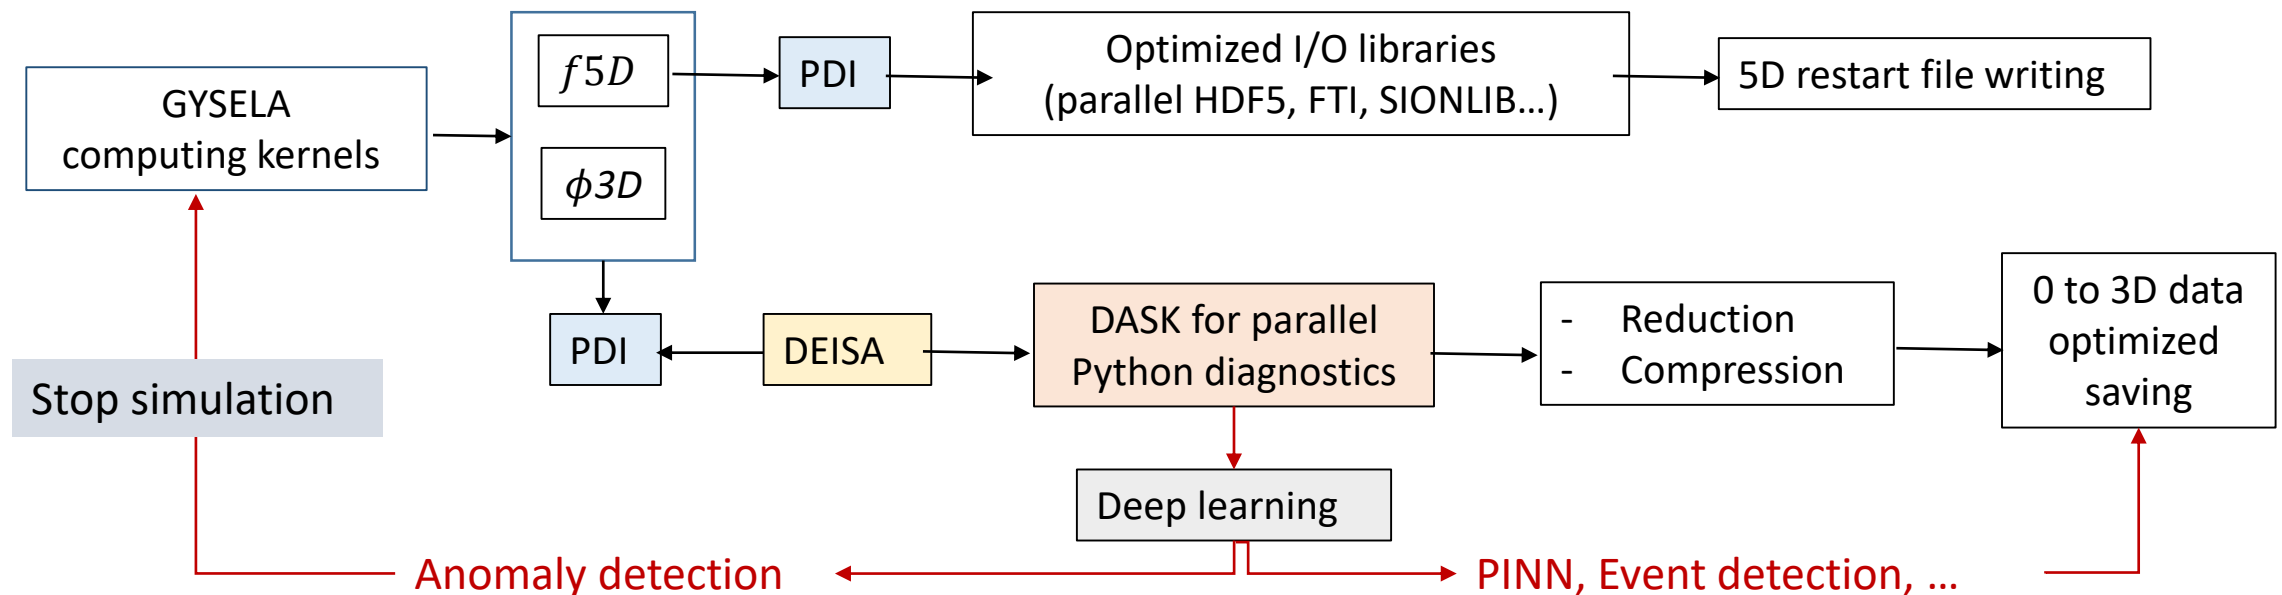 GYSELA
computing kernels
f5D
ϕ3D
PDI
Optimized I/O libraries
(parallel HDF5, FTI, SIONLIB...)
5D restart file writing
PDI
DEISA
DASK for parallel
Python diagnostics
- Reduction
- Compression
0 to 3D data
optimized
saving
Stop simulation
Deep learning
Anomaly detection
PINN, Event detection, ...